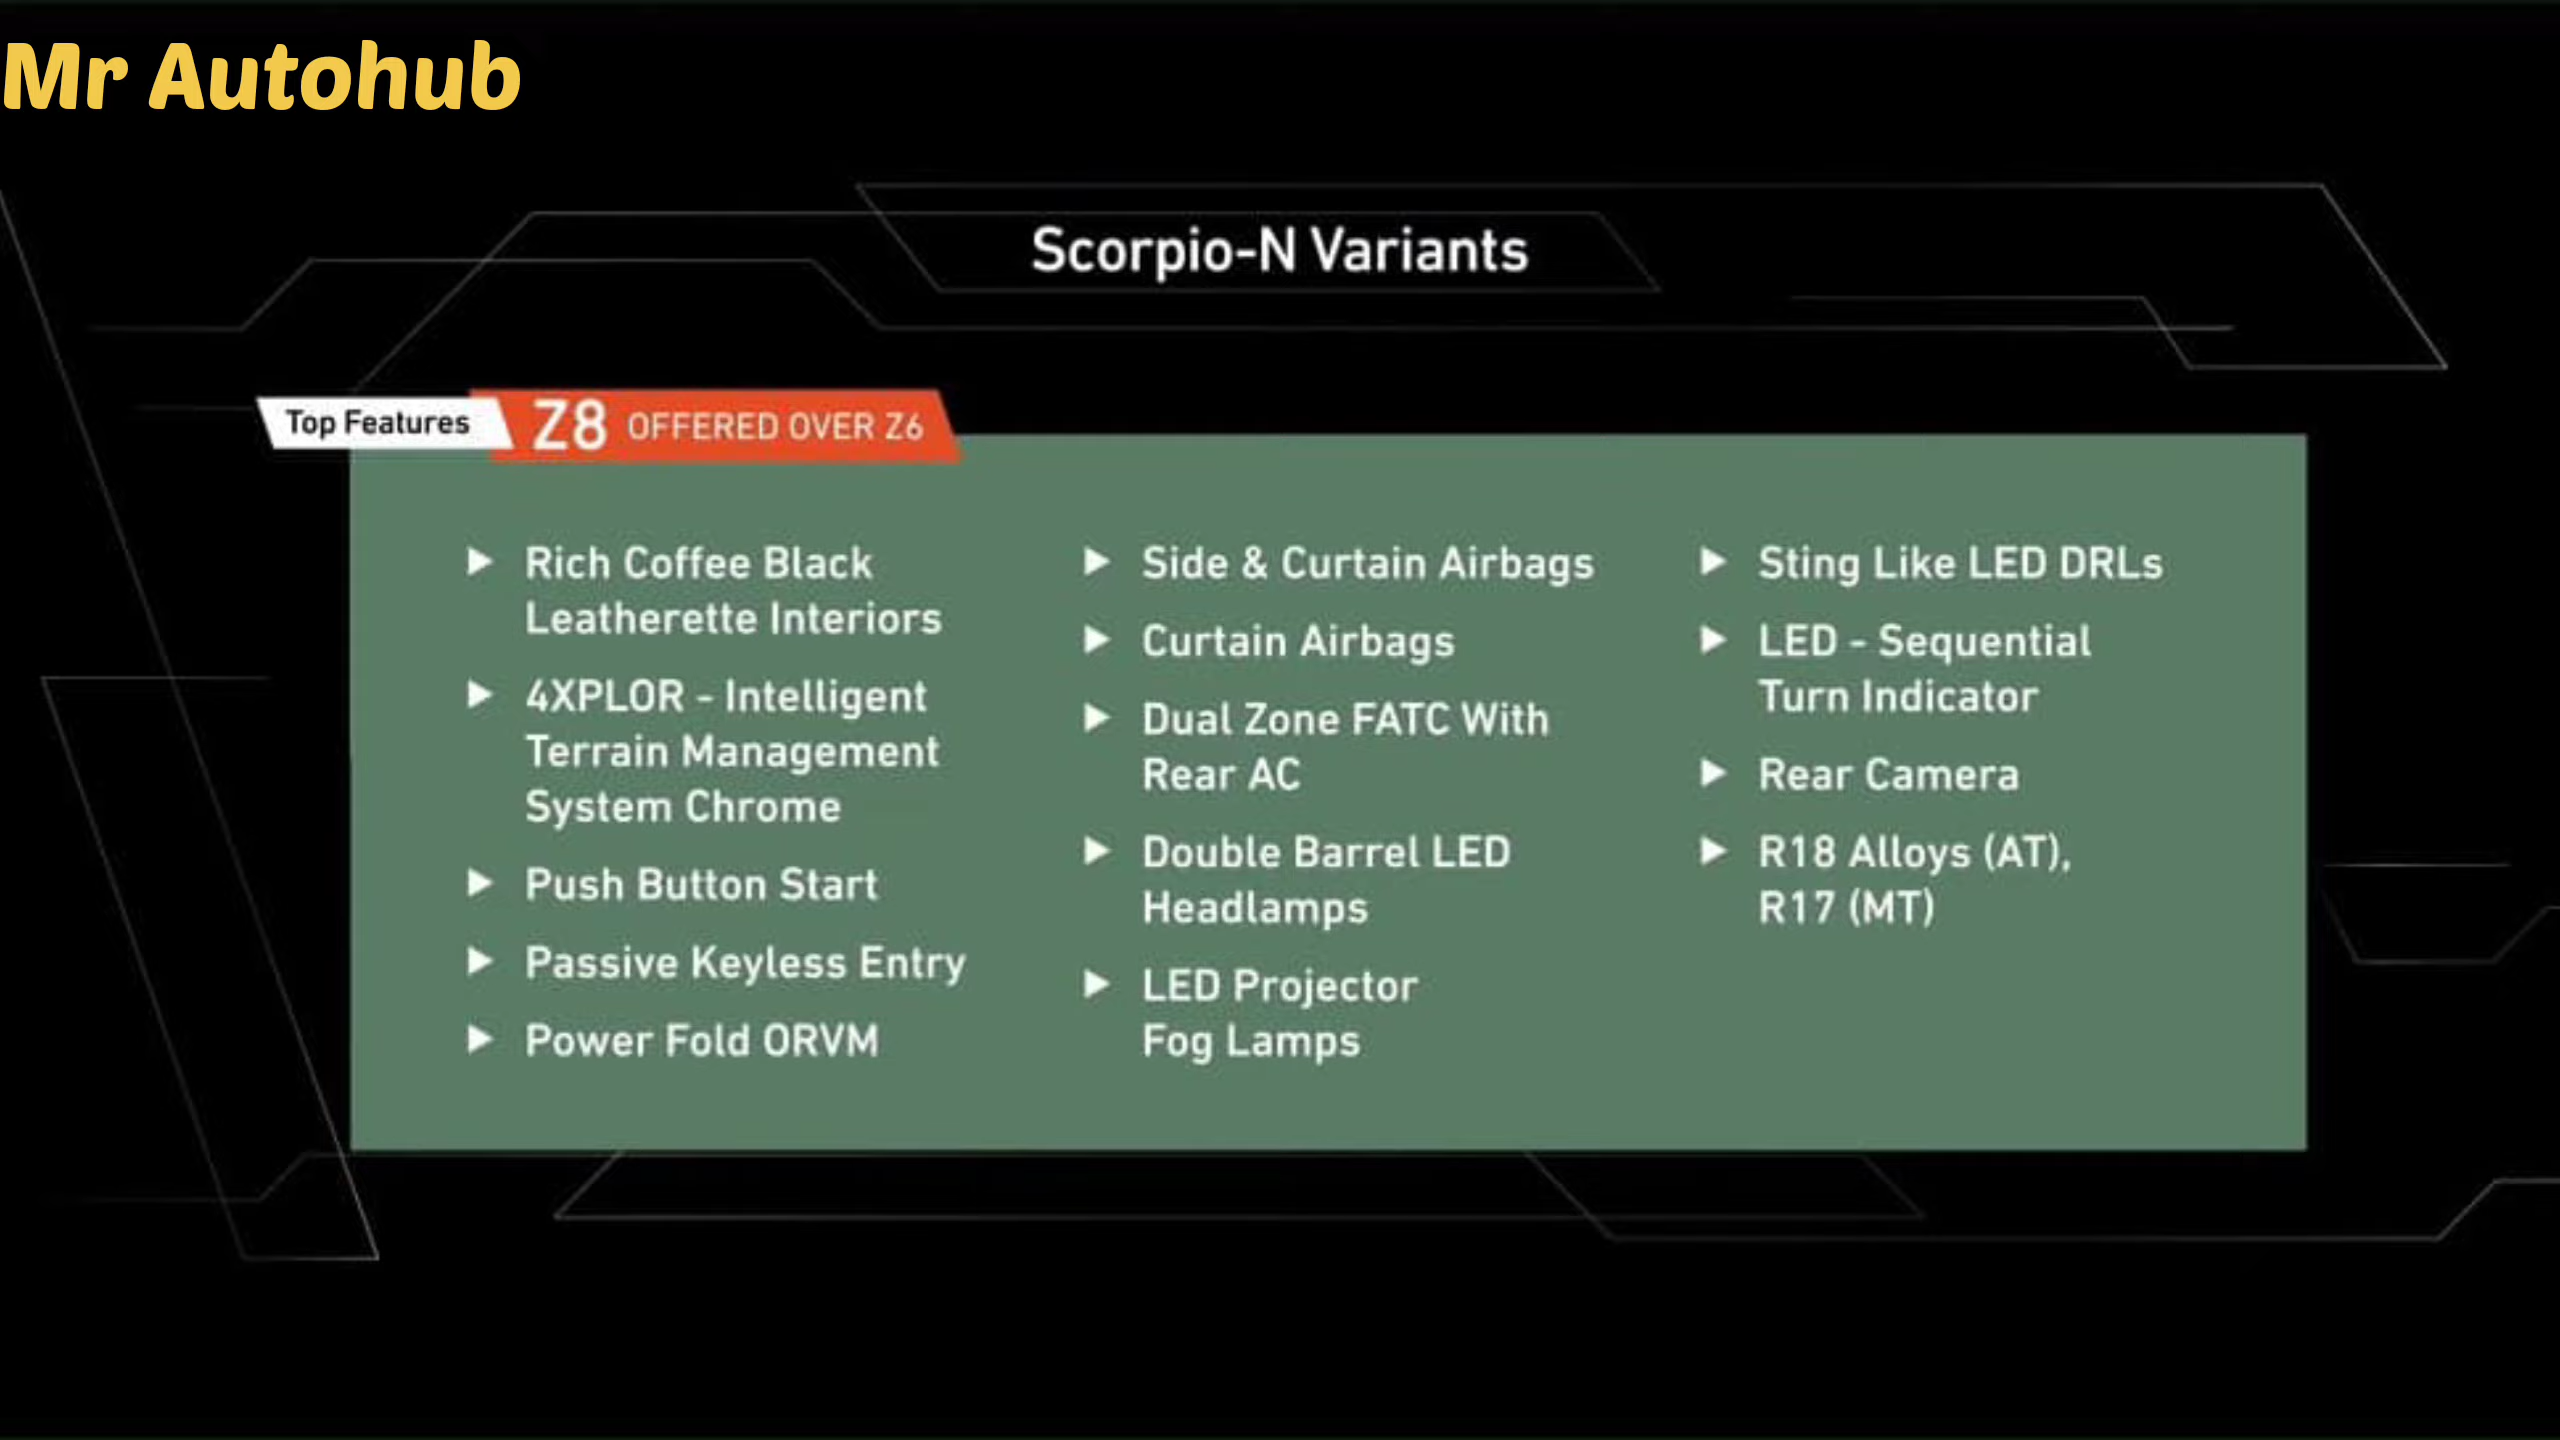 Mr Autohub
Scorpio-N Variants
Top Features Z8 OFFERED OVER Z6
Rich Coffee Black
Leatherette Interiors
4XPLOR - Intelligent
Terrain Management
System Chrome
Push Button Start
Passive Keyless Entry
Power Fold ORVM
Side & Curtain Airbags
Curtain Airbags
Dual Zone FATC With
Rear AC
Double Barrel LED
Headlamps
LED Projector
Fog Lamps
Sting Like LED DRLs
LED - Sequential
Turn Indicator
Rear Camera
R18 Alloys (AT),
R17 (MT)